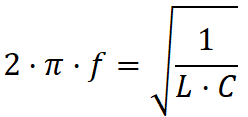 2 · π · f = √(1 / (L · C))